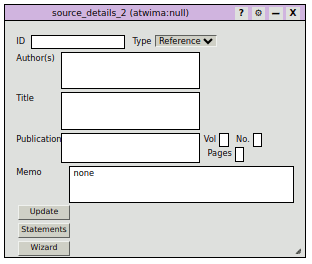 source_details_2 (atwima:null) ? ⚙ — X
ID Type Reference
Author(s)
Title
Publication Vol No.
Pages
Memo none
Update
Statements
Wizard